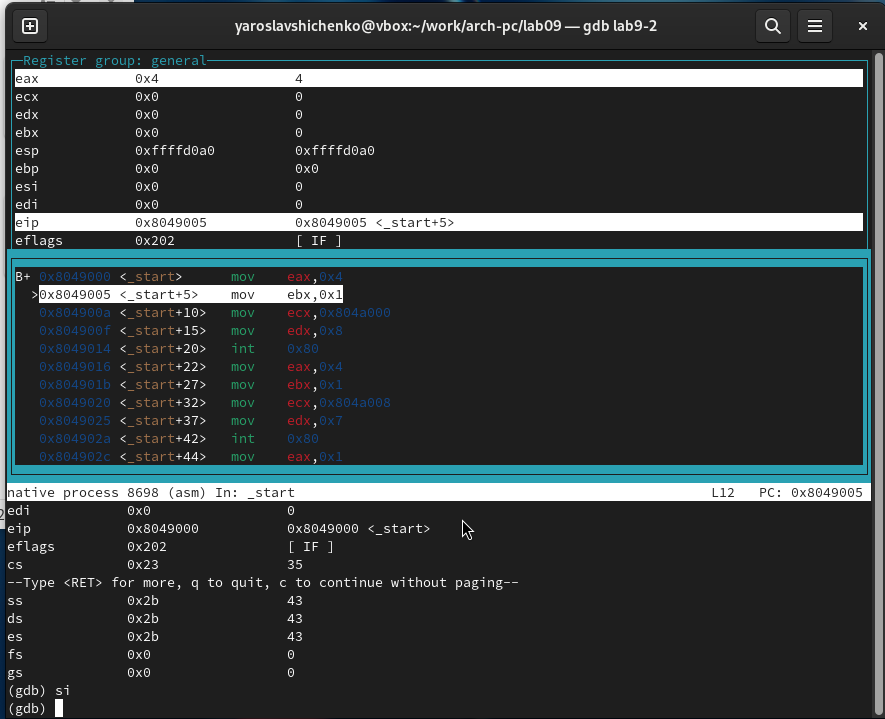 yaroslavshichenko@vbox:~/work/arch-pc/lab09 — gdb lab9-2
Register group: general
eax 0x4 4
ecx 0x0 0
edx 0x0 0
ebx 0x0 0
esp 0xffffd0a0 0xffffd0a0
ebp 0x0 0x0
esi 0x0 0
edi 0x0 0
eip 0x8049005 0x8049005 <_start+5>
eflags 0x202 [ IF ]
B+ 0x8049000 <_start> mov eax,0x4
>0x8049005 <_start+5> mov ebx,0x1
0x804900a <_start+10> mov ecx,0x804a000
0x804900f <_start+15> mov edx,0x8
0x8049014 <_start+20> int 0x80
0x8049016 <_start+22> mov eax,0x4
0x804901b <_start+27> mov ebx,0x1
0x8049020 <_start+32> mov ecx,0x804a008
0x8049025 <_start+37> mov edx,0x7
0x804902a <_start+42> int 0x80
0x804902c <_start+44> mov eax,0x1
native process 8698 (asm) In: _start L12 PC: 0x8049005
edi 0x0 0
eip 0x8049000 0x8049000 <_start>
eflags 0x202 [ IF ]
cs 0x23 35
--Type <RET> for more, q to quit, c to continue without paging--
ss 0x2b 43
ds 0x2b 43
es 0x2b 43
fs 0x0 0
gs 0x0 0
(gdb) si
(gdb)